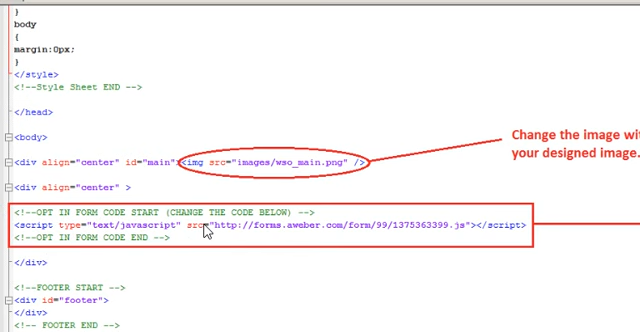 }
body
{
margin:0px;
}
</style>
<!--Style Sheet END -->
</head>
<body>
<div align="center" id="main"><img src="images/wso_main.png" />
Change the image wit
your designed image.
<div align="center" >
<!--OPT IN FORM CODE START (CHANGE THE CODE BELOW) -->
<script type="text/javascript" src="http://forms.aweber.com/form/99/1375363399.js"></script>
<!--OPT IN FORM CODE END -->
</div>
<!--FOOTER START -->
<div id="footer">
</div>
<!-- FOOTER END -->